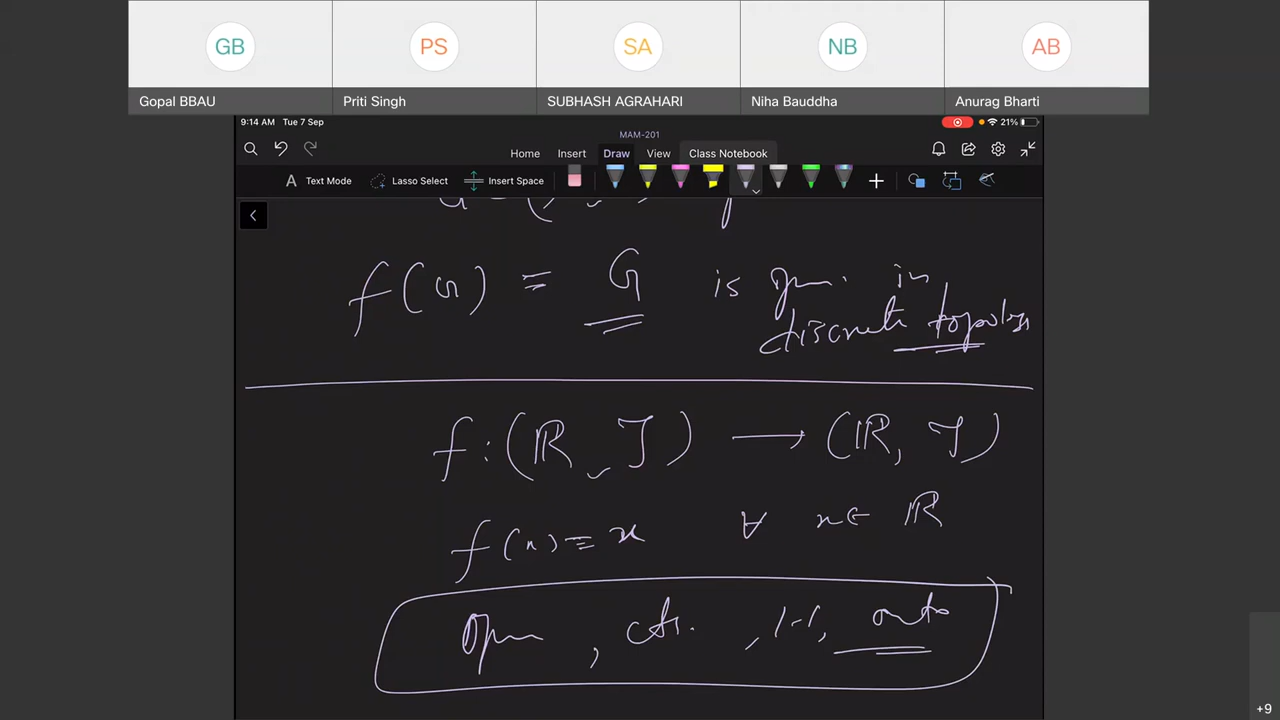 GB PS SA NB AB
Gopal BBAU Priti Singh SUBHASH AGRAHARI Niha Bauddha Anurag Bharti
9:14 AM Tue 7 Sep 21%
MAM-201
Home Insert Draw View Class Notebook
A Text Mode Lasso Select Insert Space
f(G) = G is open in
discrete topology
f : (ℝ, J) → (ℝ, J)
f(x) = x ∀ x ∈ ℝ
open, cts., 1-1, onto
+9